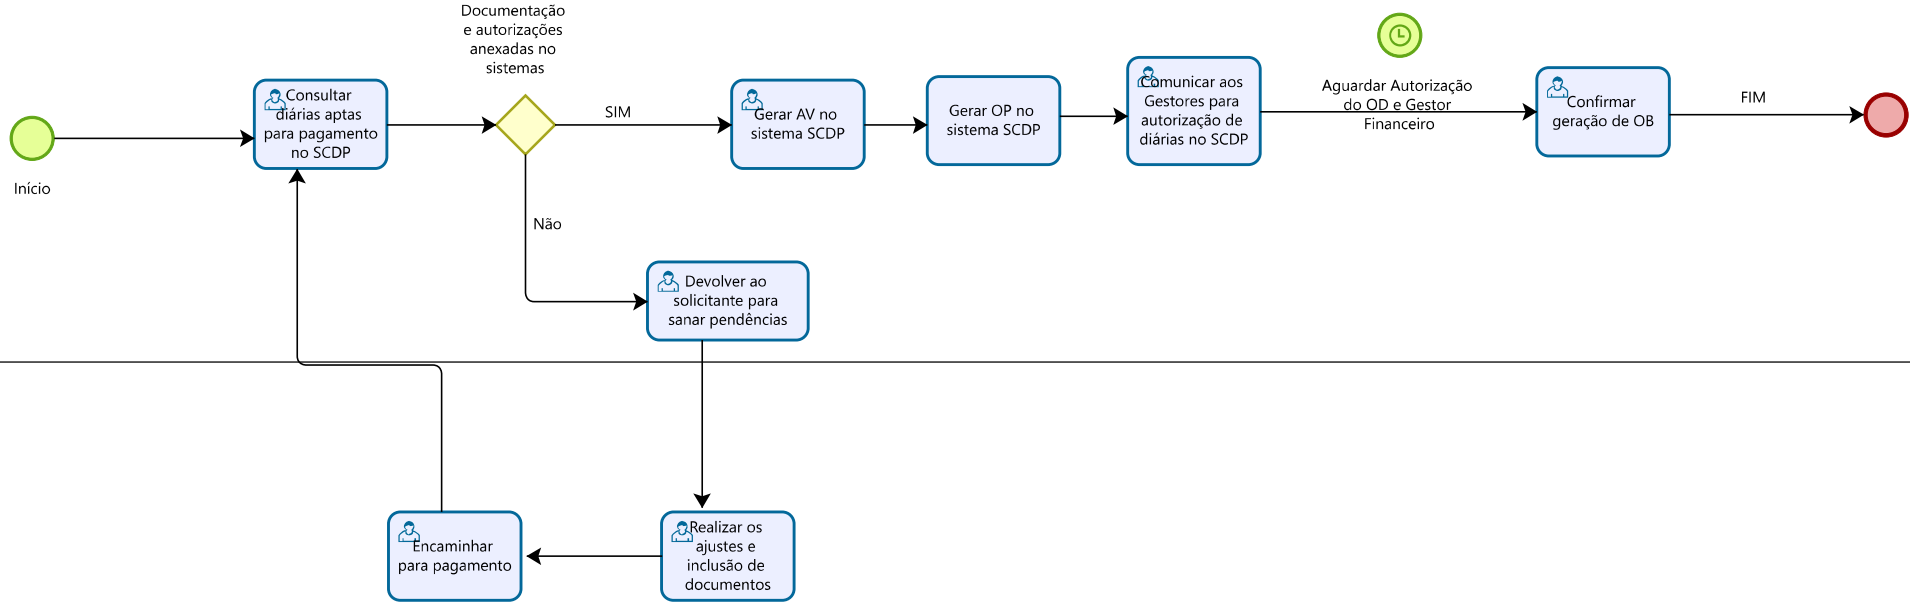 Documentação
e autorizações
anexadas no
sistemas
Início
Consultar
diárias aptas
para pagamento
no SCDP
SIM
Não
Gerar AV no
sistema SCDP
Gerar OP no
sistema SCDP
Comunicar aos
Gestores para
autorização de
diárias no SCDP
Aguardar Autorização
do OD e Gestor
Financeiro
Confirmar
geração de OB
FIM
Devolver ao
solicitante para
sanar pendências
Encaminhar
para pagamento
Realizar os
ajustes e
inclusão de
documentos